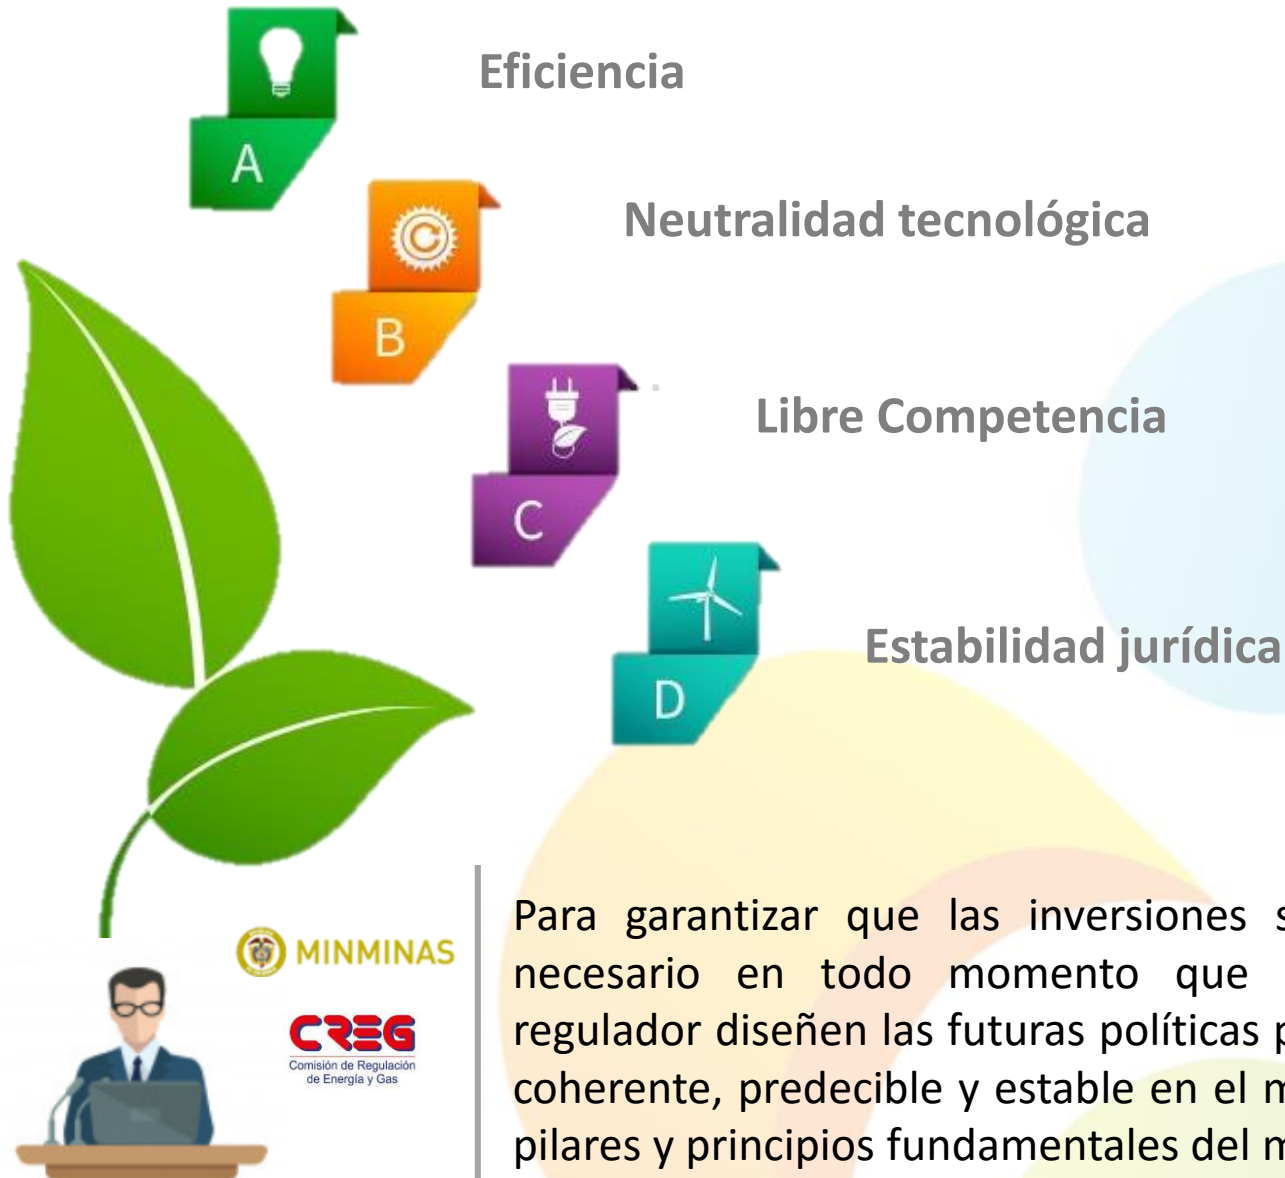 Eficiencia
A
Neutralidad tecnológica
B
Libre Competencia
C
Estabilidad jurídica
D
MINMINAS
CREG
Comisión de Regulación
de Energía y Gas
Para garantizar que las inversiones s
necesario en todo momento que
regulador diseñen las futuras políticas p
coherente, predecible y estable en el m
pilares y principios fundamentales del m